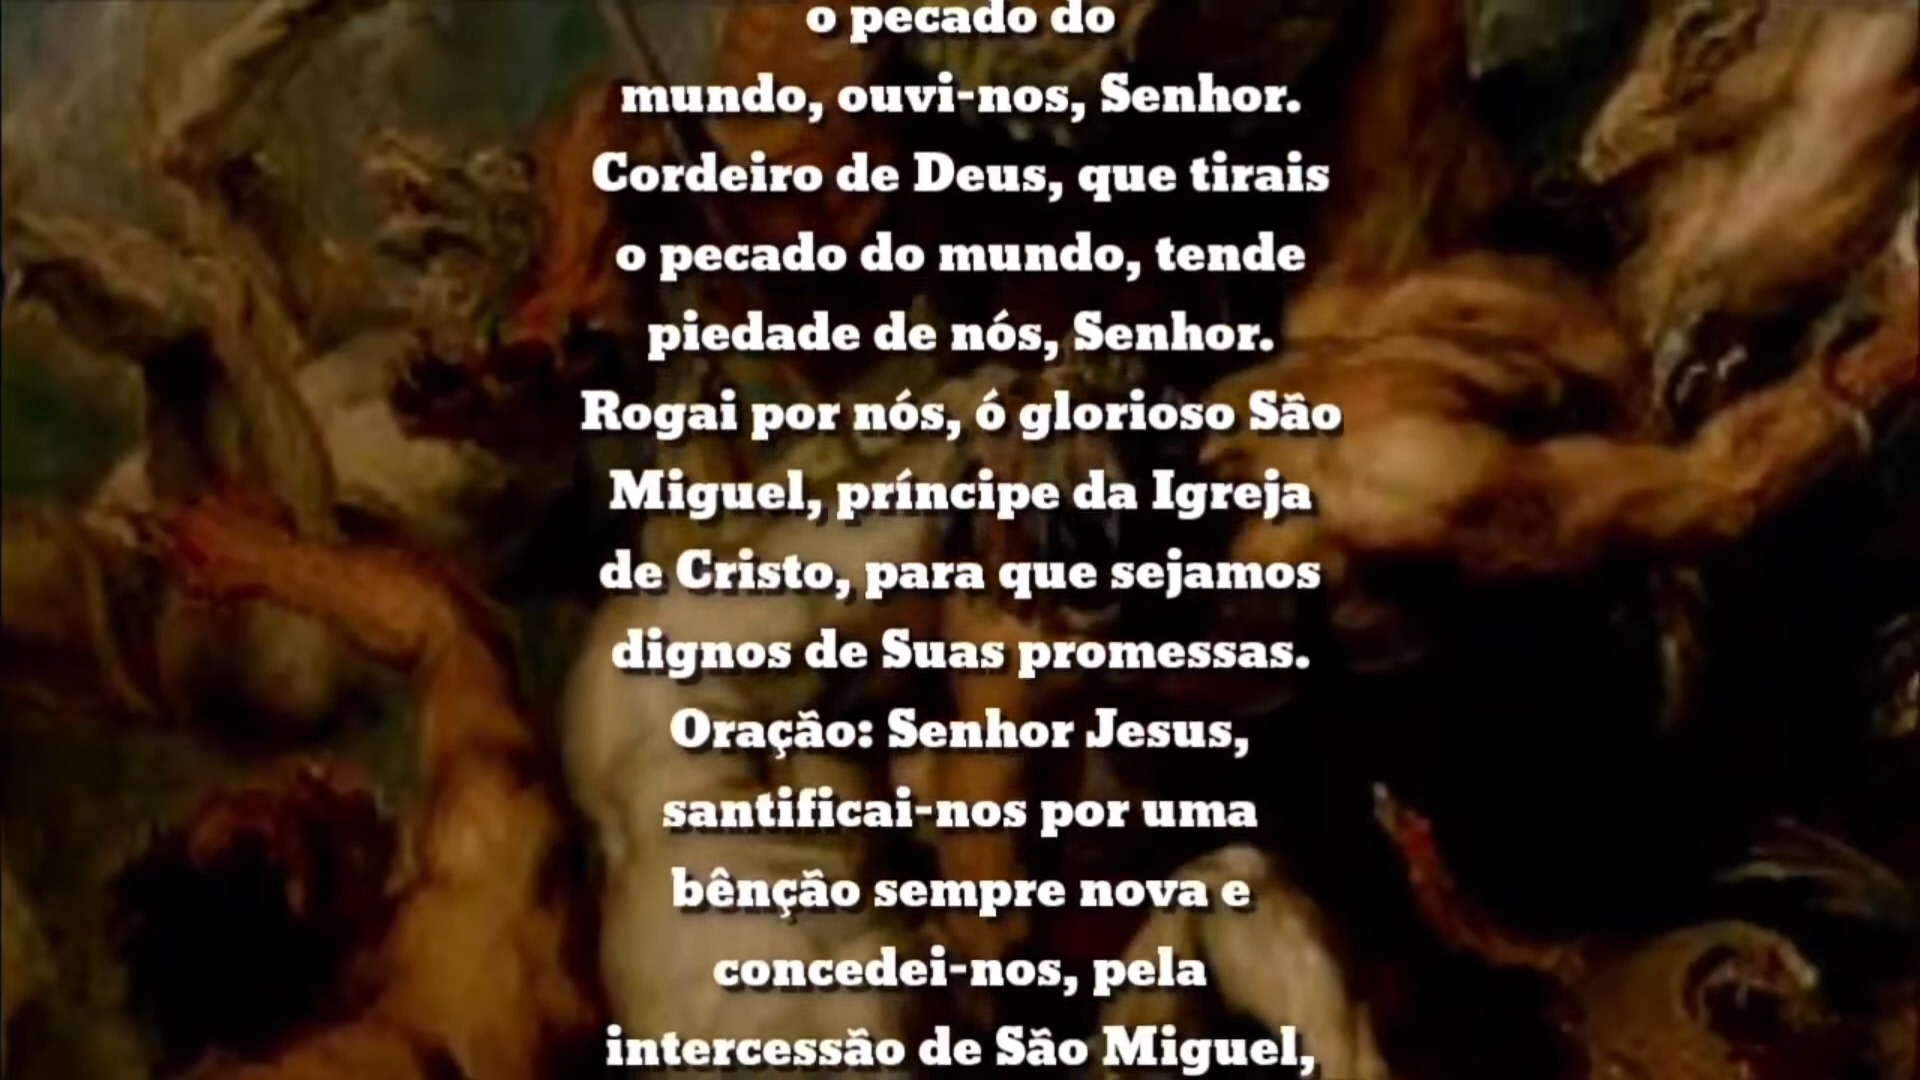 o pecado do
mundo, ouvi-nos, Senhor.
Cordeiro de Deus, que tirais
o pecado do mundo, tende
piedade de nós, Senhor.
Rogai por nós, ó glorioso São
Miguel, príncipe da Igreja
de Cristo, para que sejamos
dignos de Suas promessas.
Oração: Senhor Jesus,
santificai-nos por uma
bênção sempre nova e
concedei-nos, pela
intercessão de São Miguel,